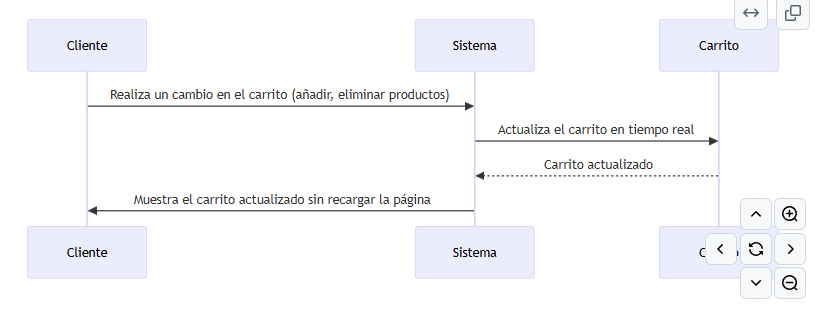 Cliente
Sistema
Carrito
Realiza un cambio en el carrito (añadir, eliminar productos)
Actualiza el carrito en tiempo real
Carrito actualizado
Muestra el carrito actualizado sin recargar la página
Cliente
Sistema